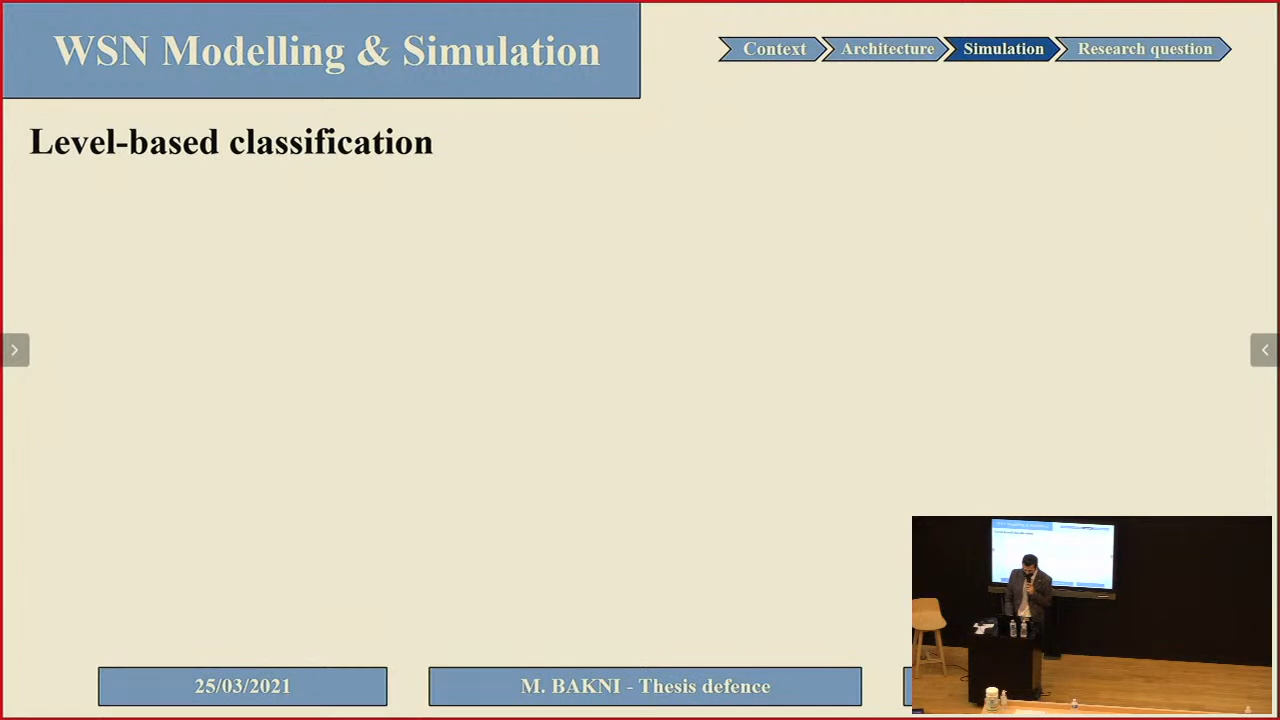 WSN Modelling & Simulation
Context
Architecture
Simulation
Research question
Level-based classification
25/03/2021
M. BAKNI - Thesis defence